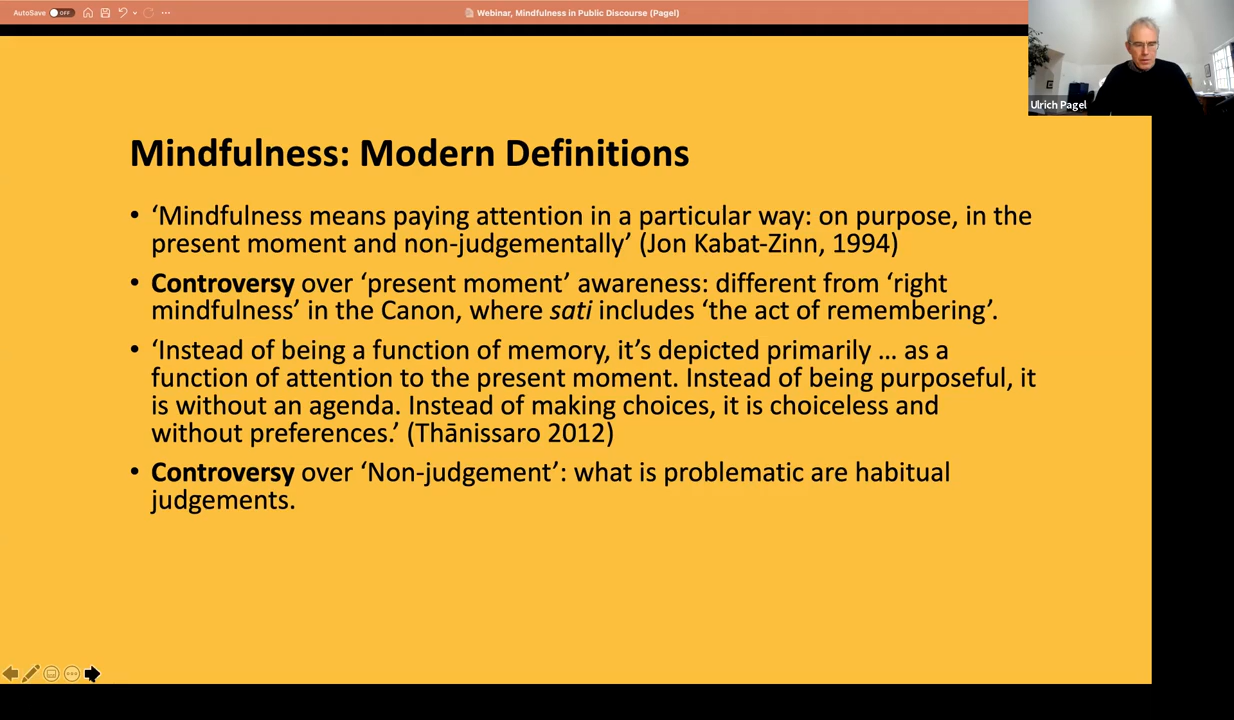 AutoSave OFF
Webinar, Mindfulness in Public Discourse (Pagel)
Ulrich Pagel
Mindfulness: Modern Definitions
• ‘Mindfulness means paying attention in a particular way: on purpose, in the
present moment and non-judgementally’ (Jon Kabat-Zinn, 1994)
• Controversy over ‘present moment’ awareness: different from ‘right
mindfulness’ in the Canon, where sati includes ‘the act of remembering’.
• ‘Instead of being a function of memory, it’s depicted primarily … as a
function of attention to the present moment. Instead of being purposeful, it
is without an agenda. Instead of making choices, it is choiceless and
without preferences.’ (Thānissaro 2012)
• Controversy over ‘Non-judgement’: what is problematic are habitual
judgements.